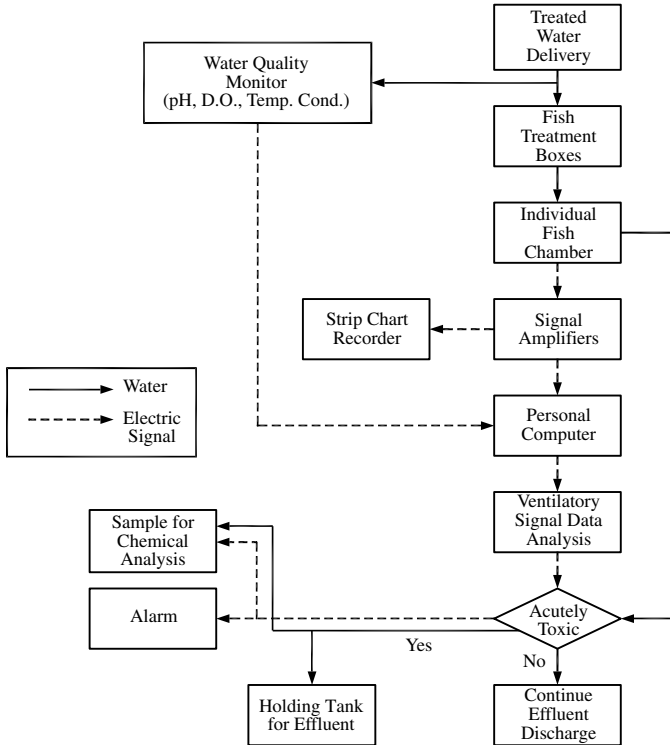 Treated
Water
Delivery
Water Quality
Monitor
(pH, D.O., Temp. Cond.)
Fish
Treatment
Boxes
Individual
Fish
Chamber
Strip Chart
Recorder
Signal
Amplifiers
Water
Electric
Signal
Personal
Computer
Ventilatory
Signal Data
Analysis
Sample for
Chemical
Analysis
Alarm
Acutely
Toxic
Yes
No
Holding Tank
for Effluent
Continue
Effluent
Discharge